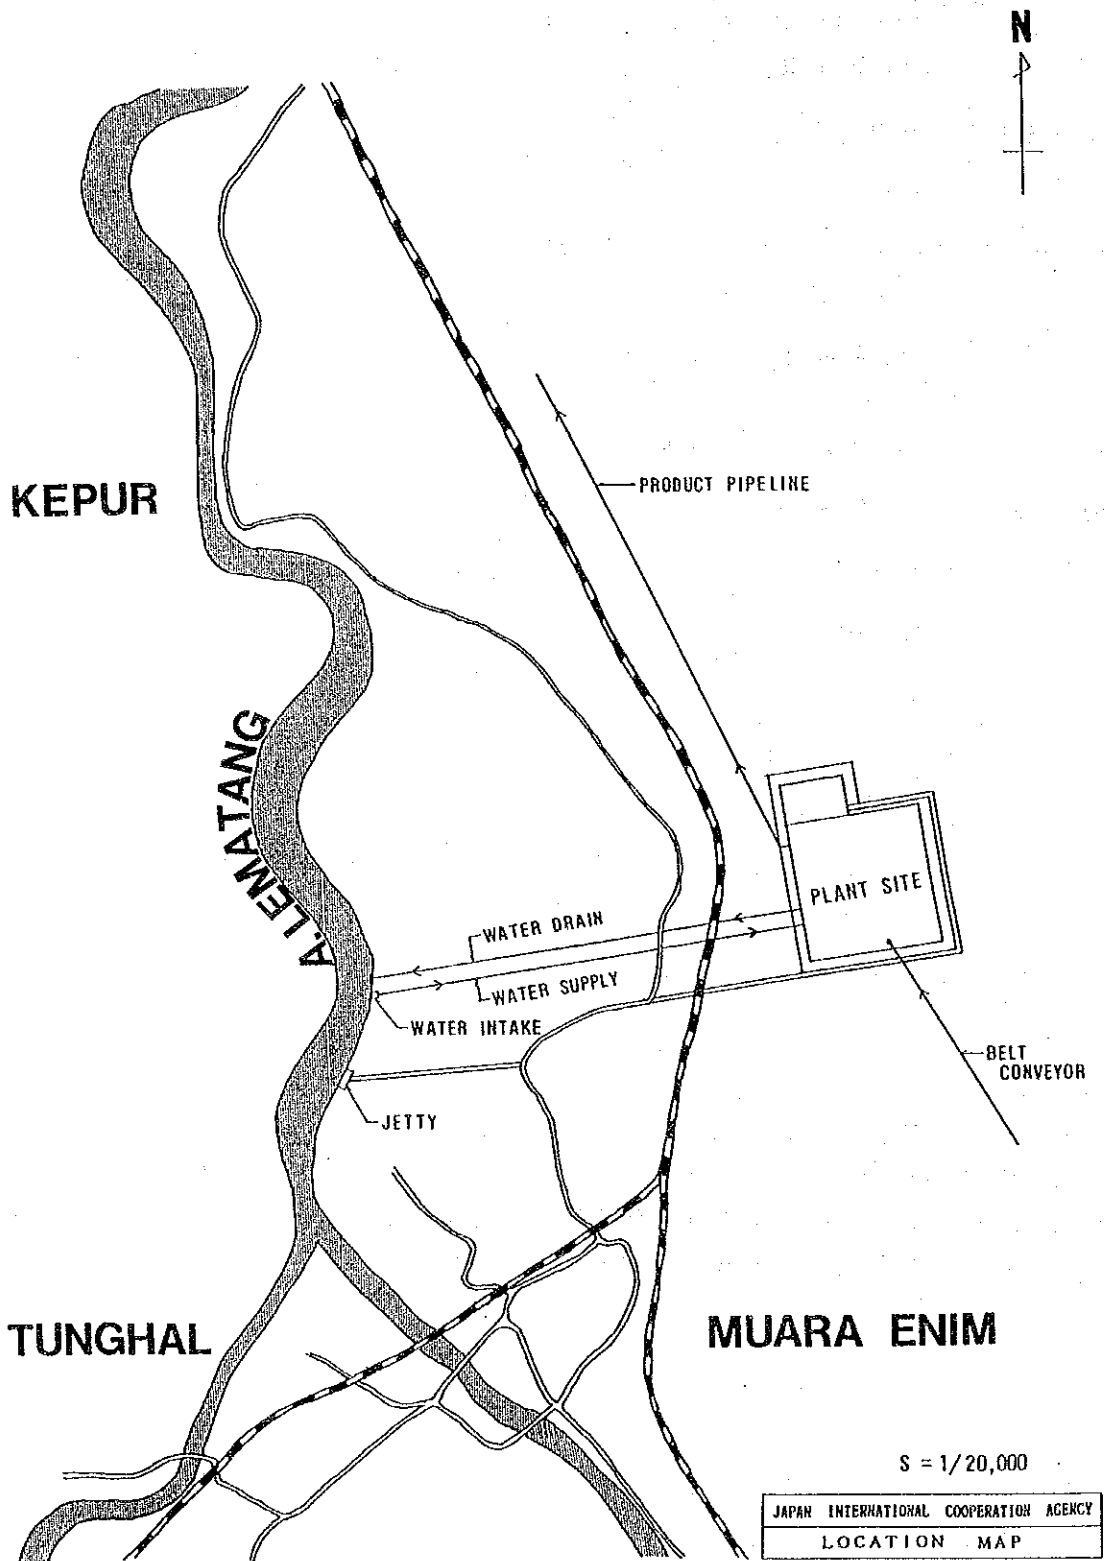 N
PRODUCT PIPELINE
KEPUR
A.LEMATANG
PLANT SITE
WATER DRAIN
WATER SUPPLY
WATER INTAKE
BELT
CONVEYOR
JETTY
TUNGHAL
MUARA ENIM
S = 1/20,000
JAPAN INTERNATIONAL COOPERATION AGENCY
LOCATION MAP